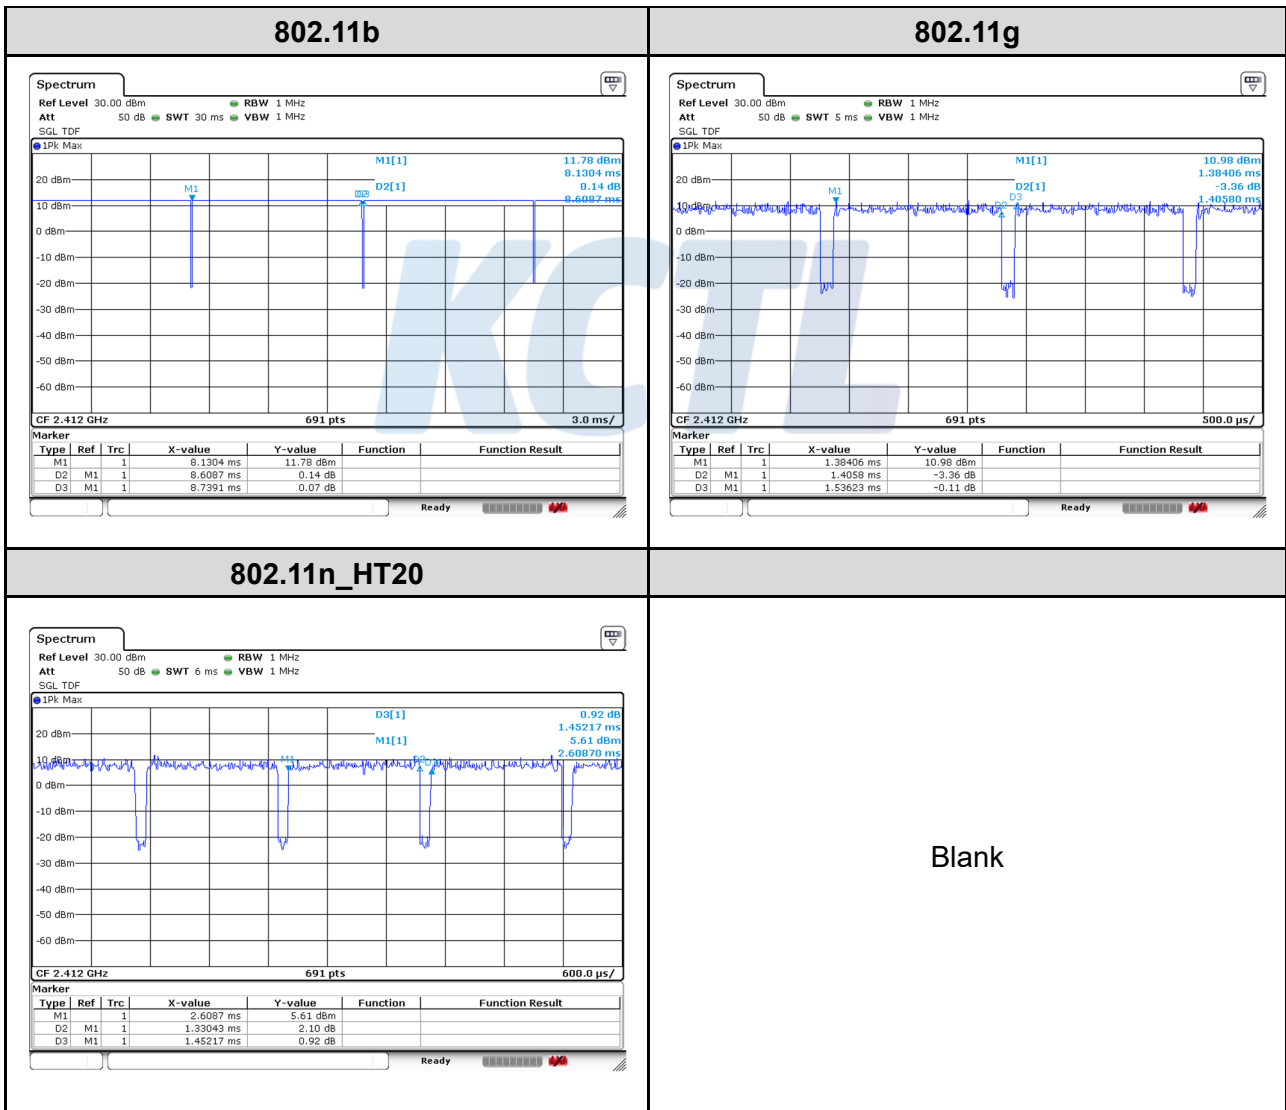 802.11b
802.11g
Spectrum
Ref Level 30.00 dBm RBW 1 MHz
Att 50 dB SWT 30 ms VBW 1 MHz
SGL TDF
1Pk Max
M1[1] 11.78 dBm
8.1304 ms
D2[1] 0.14 dB
8.6087 ms
M1
20 dBm
10 dBm
0 dBm
-10 dBm
-20 dBm
-30 dBm
-40 dBm
-50 dBm
-60 dBm
CF 2.412 GHz 691 pts 3.0 ms/
Marker
Type Ref Trc X-value Y-value Function Function Result
M1 1 8.1304 ms 11.78 dBm
D2 M1 1 8.6087 ms 0.14 dB
D3 M1 1 8.7391 ms 0.07 dB
Ready
Spectrum
Ref Level 30.00 dBm RBW 1 MHz
Att 50 dB SWT 5 ms VBW 1 MHz
SGL TDF
1Pk Max
M1[1] 10.98 dBm
1.38406 ms
D2[1] -3.36 dB
1.40580 ms
M1
D2
D3
20 dBm
10 dBm
0 dBm
-10 dBm
-20 dBm
-30 dBm
-40 dBm
-50 dBm
-60 dBm
CF 2.412 GHz 691 pts 500.0 µs/
Marker
Type Ref Trc X-value Y-value Function Function Result
M1 1 1.38406 ms 10.98 dBm
D2 M1 1 1.4058 ms -3.36 dB
D3 M1 1 1.53623 ms -0.11 dB
Ready
KCTL
802.11n_HT20
Spectrum
Ref Level 30.00 dBm RBW 1 MHz
Att 50 dB SWT 6 ms VBW 1 MHz
SGL TDF
1Pk Max
D3[1] 0.92 dB
1.45217 ms
M1[1] 5.61 dBm
2.60870 ms
M1
D2
20 dBm
10 dBm
0 dBm
-10 dBm
-20 dBm
-30 dBm
-40 dBm
-50 dBm
-60 dBm
CF 2.412 GHz 691 pts 600.0 µs/
Marker
Type Ref Trc X-value Y-value Function Function Result
M1 1 2.6087 ms 5.61 dBm
D2 M1 1 1.33043 ms 2.10 dB
D3 M1 1 1.45217 ms 0.92 dB
Ready
Blank